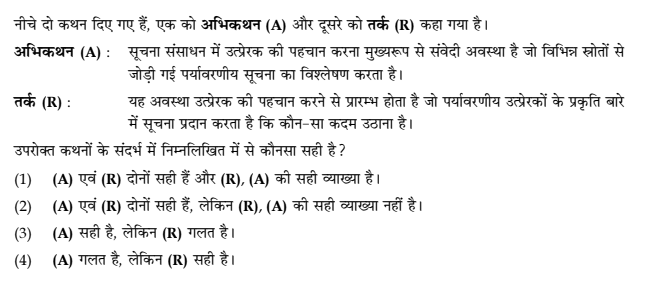 नीचे दो कथन दिए गए हैं, एक को अभिकथन (A) और दूसरे को तर्क (R) कहा गया है।
अभिकथन (A) : सूचना संसाधन में उत्प्रेरक की पहचान करना मुख्यरूप से संवेदी अवस्था है जो विभिन्न स्रोतों से
जोड़ी गई पर्यावरणीय सूचना का विश्लेषण करता है।
तर्क (R) : यह अवस्था उत्प्रेरक की पहचान करने से प्रारम्भ होता है जो पर्यावरणीय उत्प्रेरकों के प्रकृति बारे
में सूचना प्रदान करता है कि कौन-सा कदम उठाना है।
उपरोक्त कथनों के संदर्भ में निम्नलिखित में से कौनसा सही है ?
(1) (A) एवं (R) दोनों सही हैं और (R), (A) की सही व्याख्या है।
(2) (A) एवं (R) दोनों सही हैं, लेकिन (R), (A) की सही व्याख्या नहीं है।
(3) (A) सही है, लेकिन (R) गलत है।
(4) (A) गलत है, लेकिन (R) सही है।